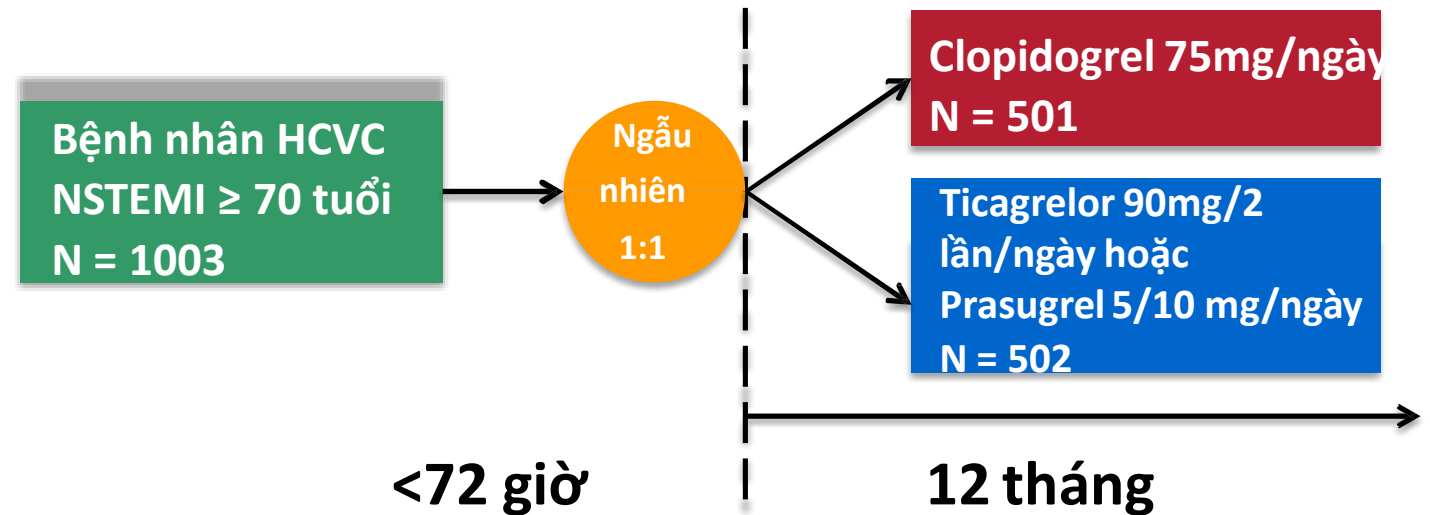 Bệnh nhân HCVC
NSTEMI ≥ 70 tuổi
N = 1003
Ngẫu
nhiên
1:1
Clopidogrel 75mg/ngày
N = 501
Ticagrelor 90mg/2
lần/ngày hoặc
Prasugrel 5/10 mg/ngày
N = 502
<72 giờ
12 tháng